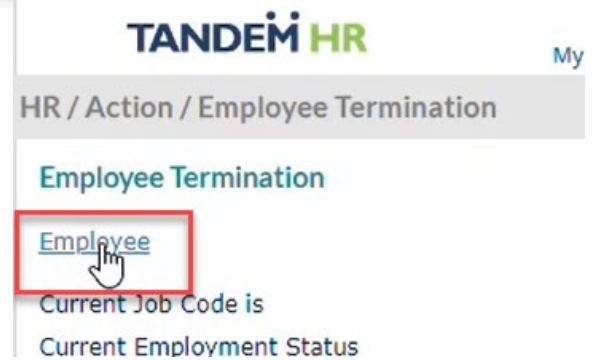 TANDEM HR
My
HR / Action / Employee Termination
Employee Termination
Employee
Current Job Code is
Current Employment Status